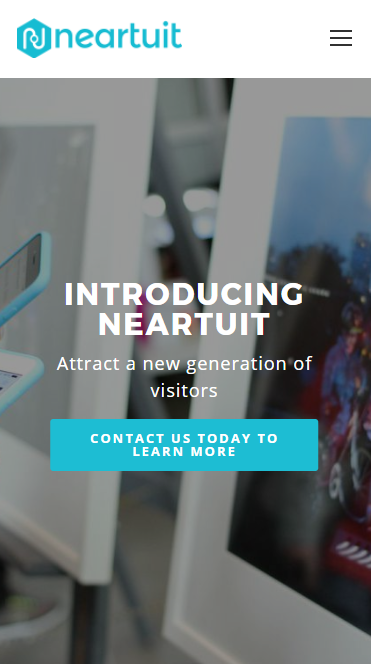 neartuit
INTRODUCING
NEARTUIT
Attract a new generation of
visitors
CONTACT US TODAY TO
LEARN MORE